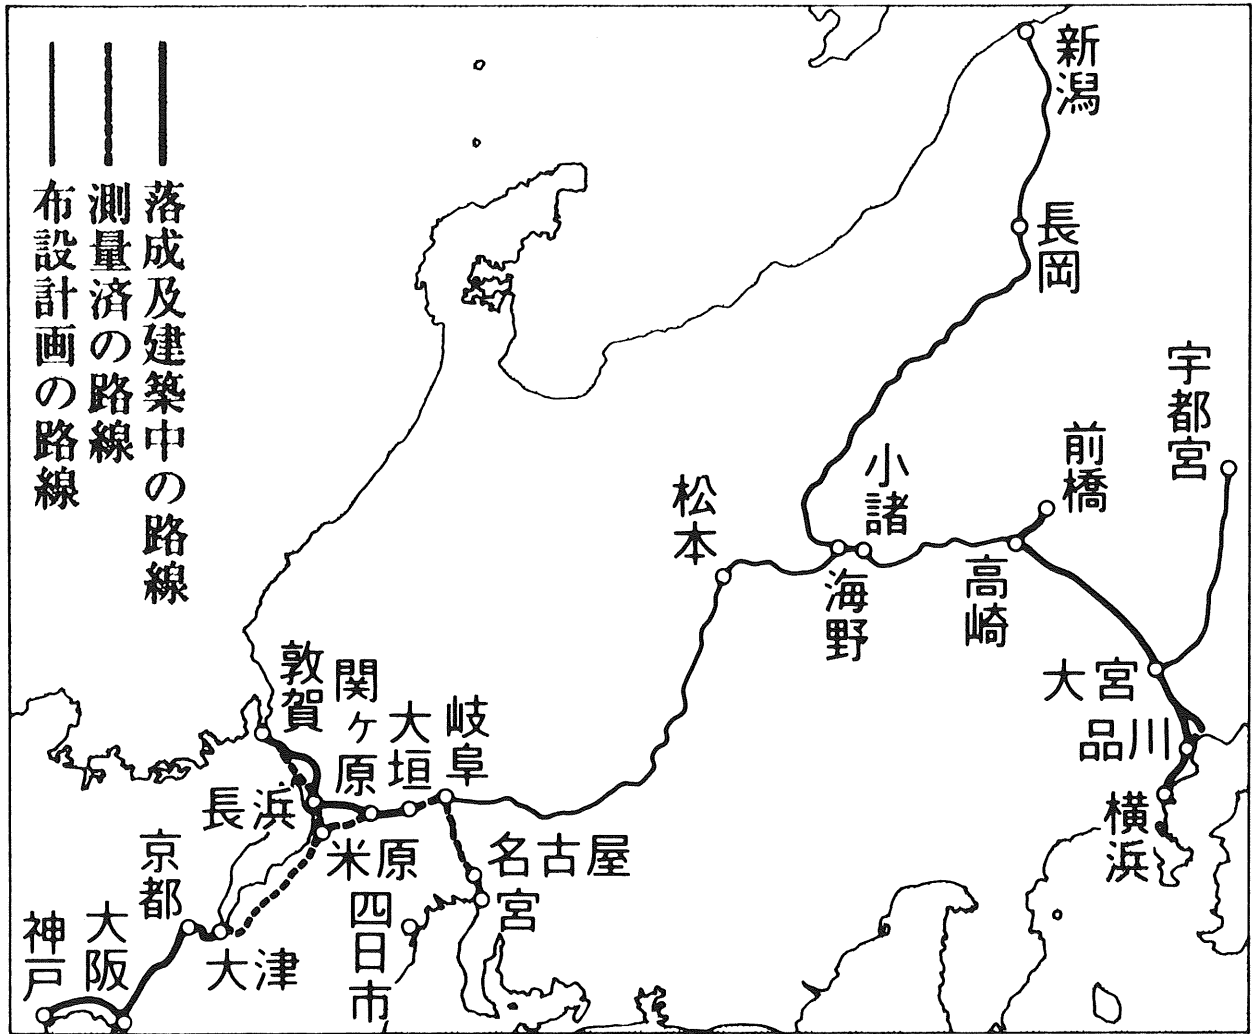 落成及建築中の路線
測量済の路線
布設計画の路線
新潟
長岡
宇都宮
前橋
小諸
松本
海野
高崎
大宮
品川
横浜
敦賀
関ヶ原
大垣
岐阜
長浜
米原
名古屋
宮
四日市
京都
大津
大阪
神戸